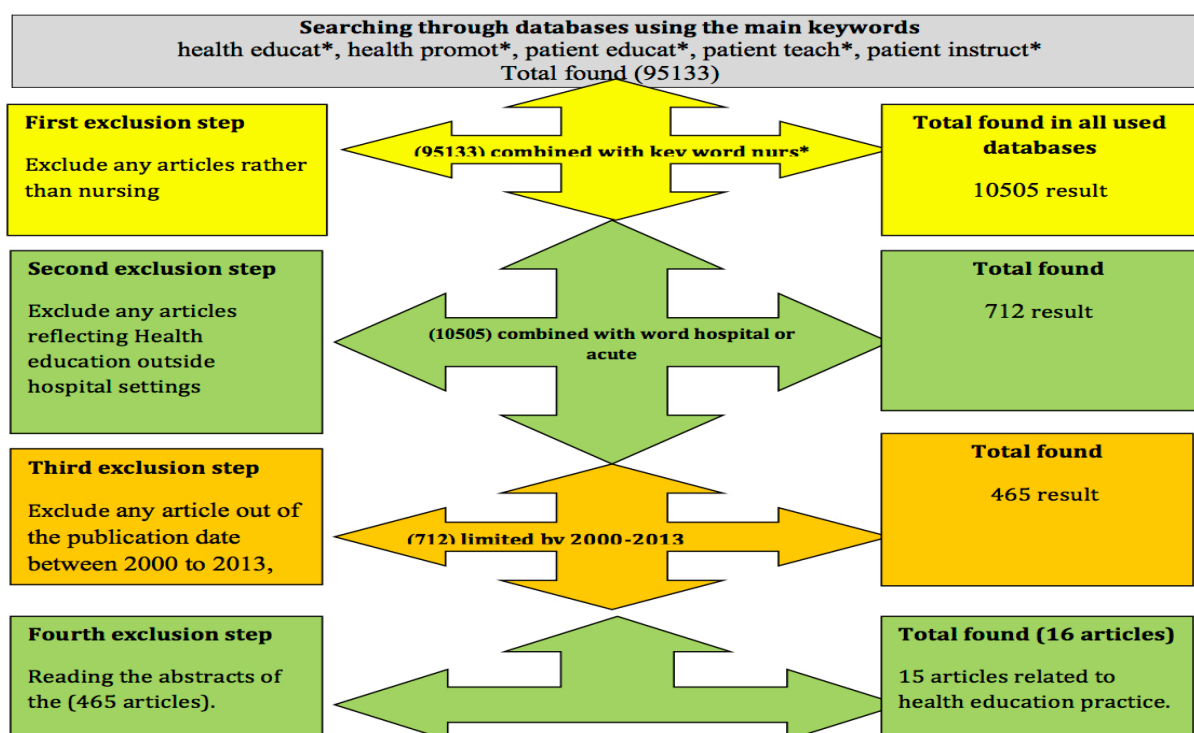 Searching through databases using the main keywords
health educat*, health promot*, patient educat*, patient teach*, patient instruct*
Total found (95133)
First exclusion step
Exclude any articles rather
than nursing
(95133) combined with key word nurs*
Total found in all used
databases
10505 result
Second exclusion step
Exclude any articles
reflecting Health
education outside
hospital settings
(10505) combined with word hospital or
acute
Total found
712 result
Third exclusion step
Exclude any article out of
the publication date
between 2000 to 2013,
(712) limited by 2000-2013
Total found
465 result
Fourth exclusion step
Reading the abstracts of
the (465 articles).
Total found (16 articles)
15 articles related to
health education practice.